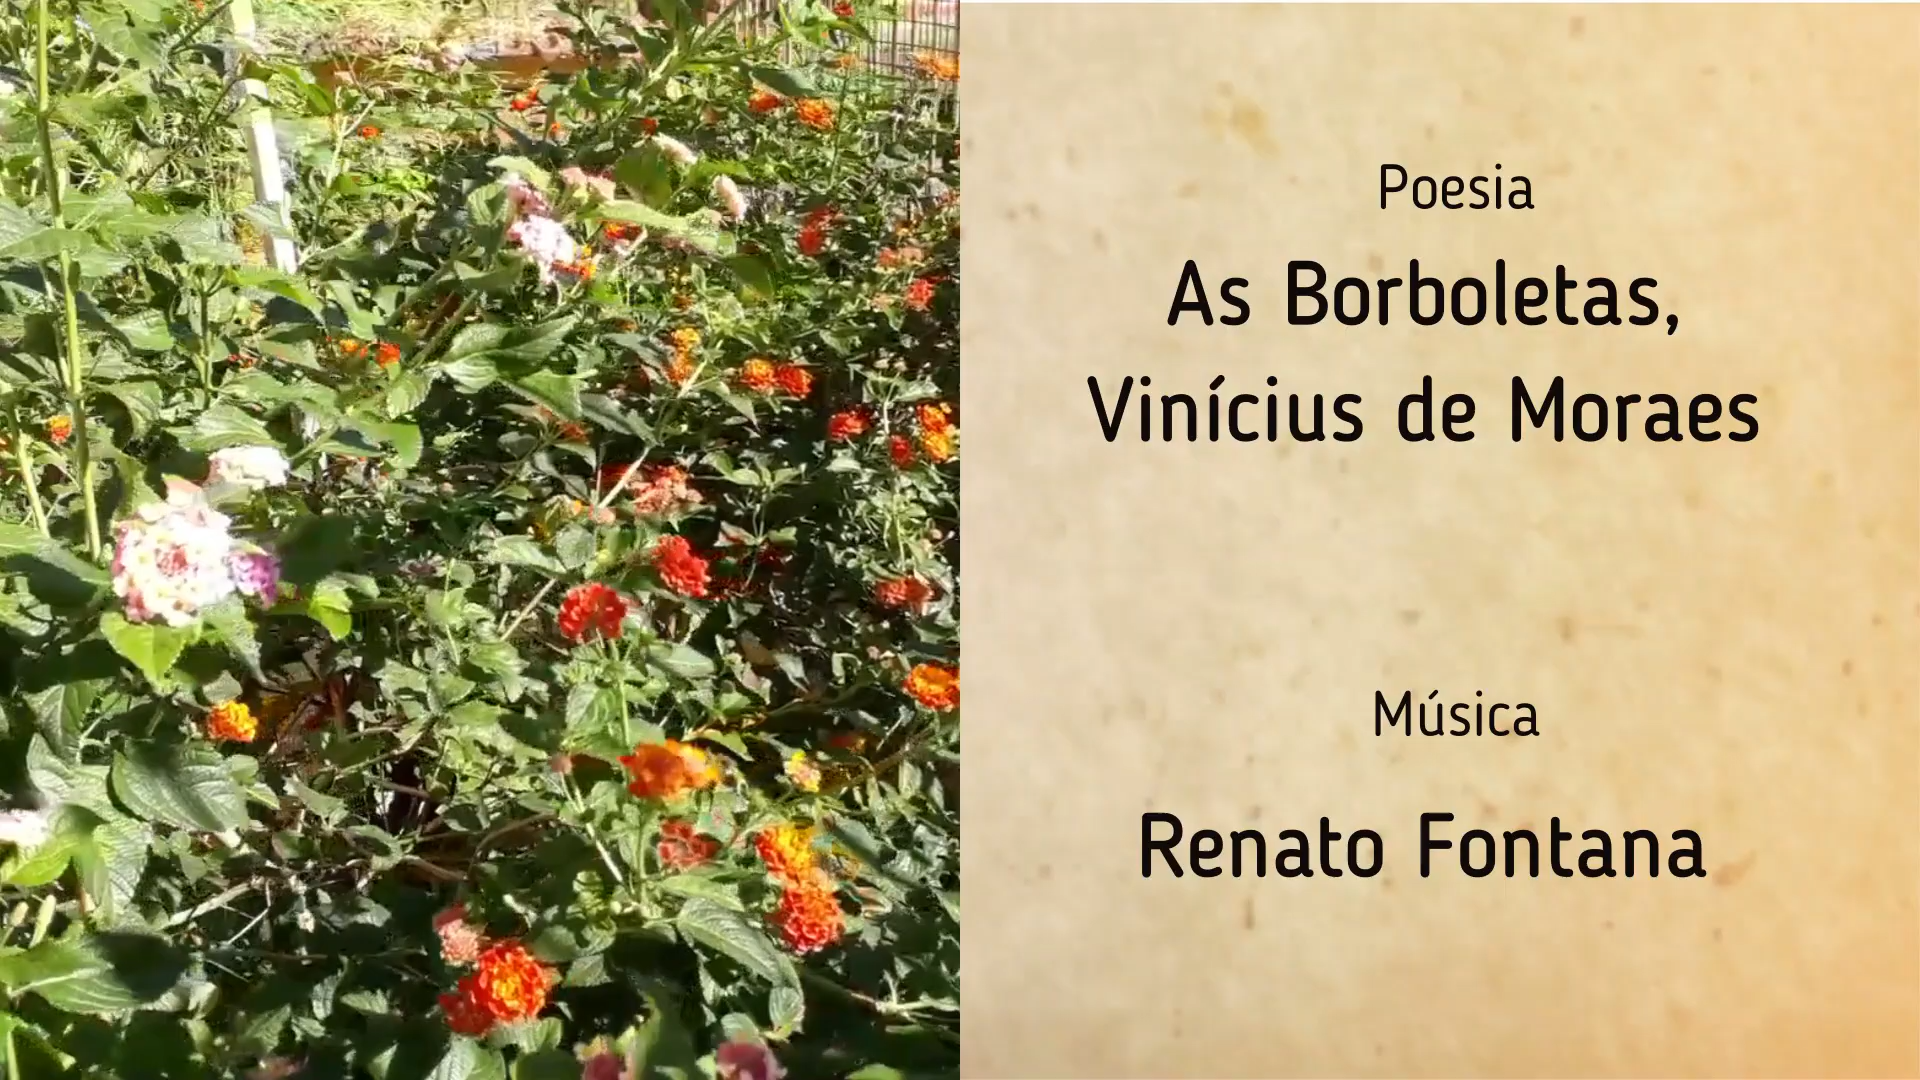 Poesia
As Borboletas,
Vinícius de Moraes
Música
Renato Fontana